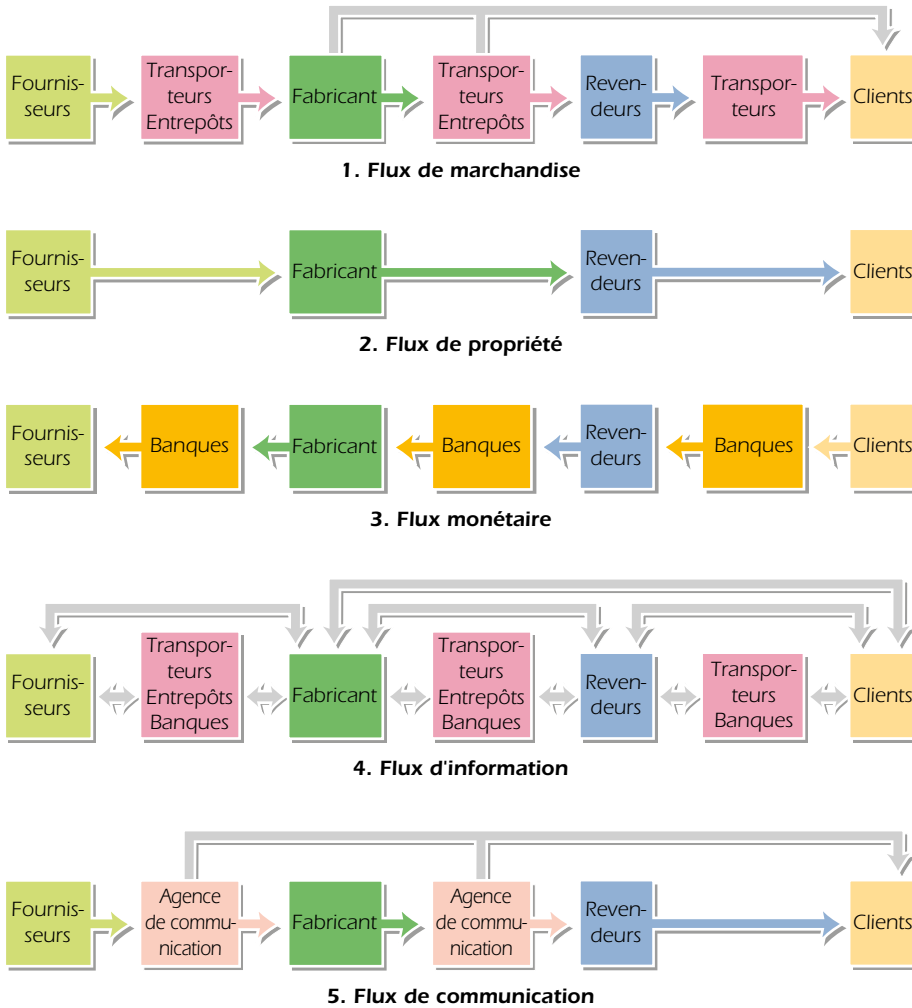 Fournis-
seurs
Transpor-
teurs
Entrepôts
Fabricant
Transpor-
teurs
Entrepôts
Reven-
deurs
Transpor-
teurs
Clients
1. Flux de marchandise
Fournis-
seurs
Fabricant
Reven-
deurs
Clients
2. Flux de propriété
Fournis-
seurs
Banques
Fabricant
Banques
Reven-
deurs
Banques
Clients
3. Flux monétaire
Fournis-
seurs
Transpor-
teurs
Entrepôts
Banques
Fabricant
Transpor-
teurs
Entrepôts
Banques
Reven-
deurs
Transpor-
teurs
Banques
Clients
4. Flux d'information
Fournis-
seurs
Agence
de commu-
nication
Fabricant
Agence
de commu-
nication
Reven-
deurs
Clients
5. Flux de communication